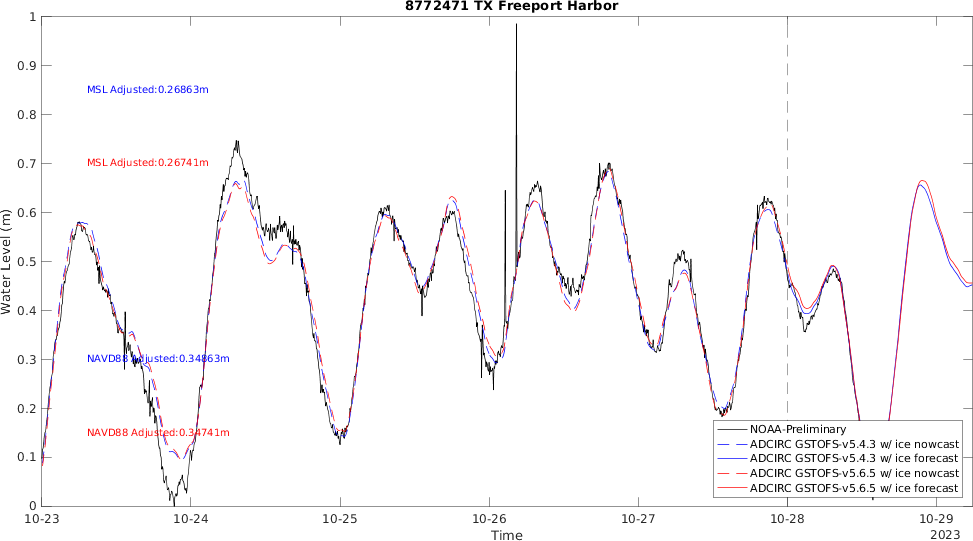 8772471 TX Freeport Harbor
1
0.9
0.8
0.7
0.6
0.5
0.4
0.3
0.2
0.1
0
Water Level (m)
MSL Adjusted:0.26863m
MSL Adjusted:0.26741m
NAVD88 Adjusted:0.34863m
NAVD88 Adjusted:0.34741m
NOAA-Preliminary
ADCIRC GSTOFS-v5.4.3 w/ ice nowcast
ADCIRC GSTOFS-v5.4.3 w/ ice forecast
ADCIRC GSTOFS-v5.6.5 w/ ice nowcast
ADCIRC GSTOFS-v5.6.5 w/ ice forecast
10-23 10-24 10-25 10-26 10-27 10-28 10-29
Time
2023